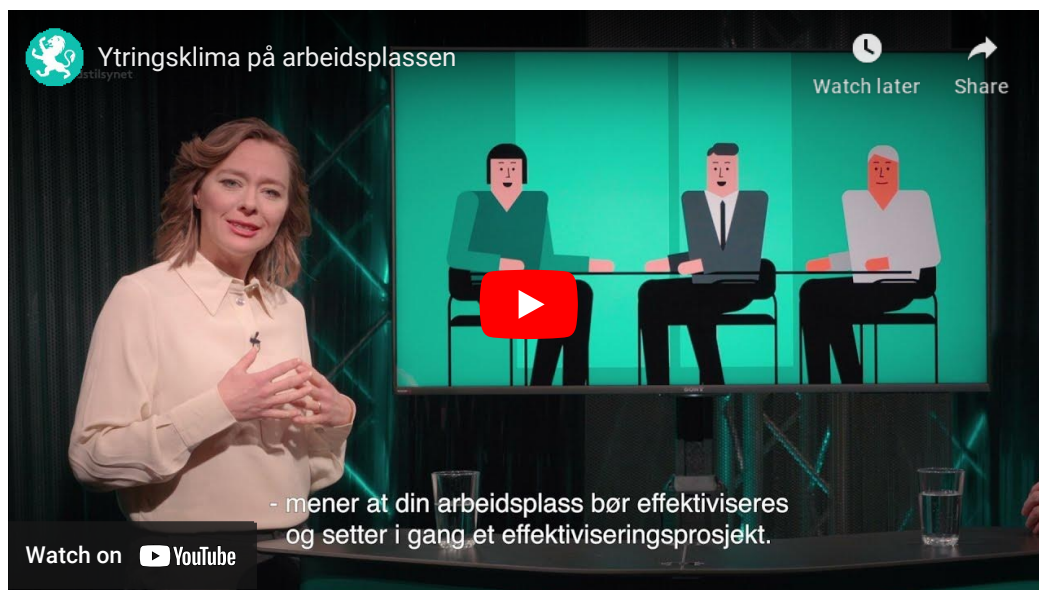 Ytringsklima på arbeidsplassen
Watch later
Share
SONY
- mener at din arbeidsplass bør effektiviseres
og setter i gang et effektiviseringsprosjekt.
Watch on YouTube